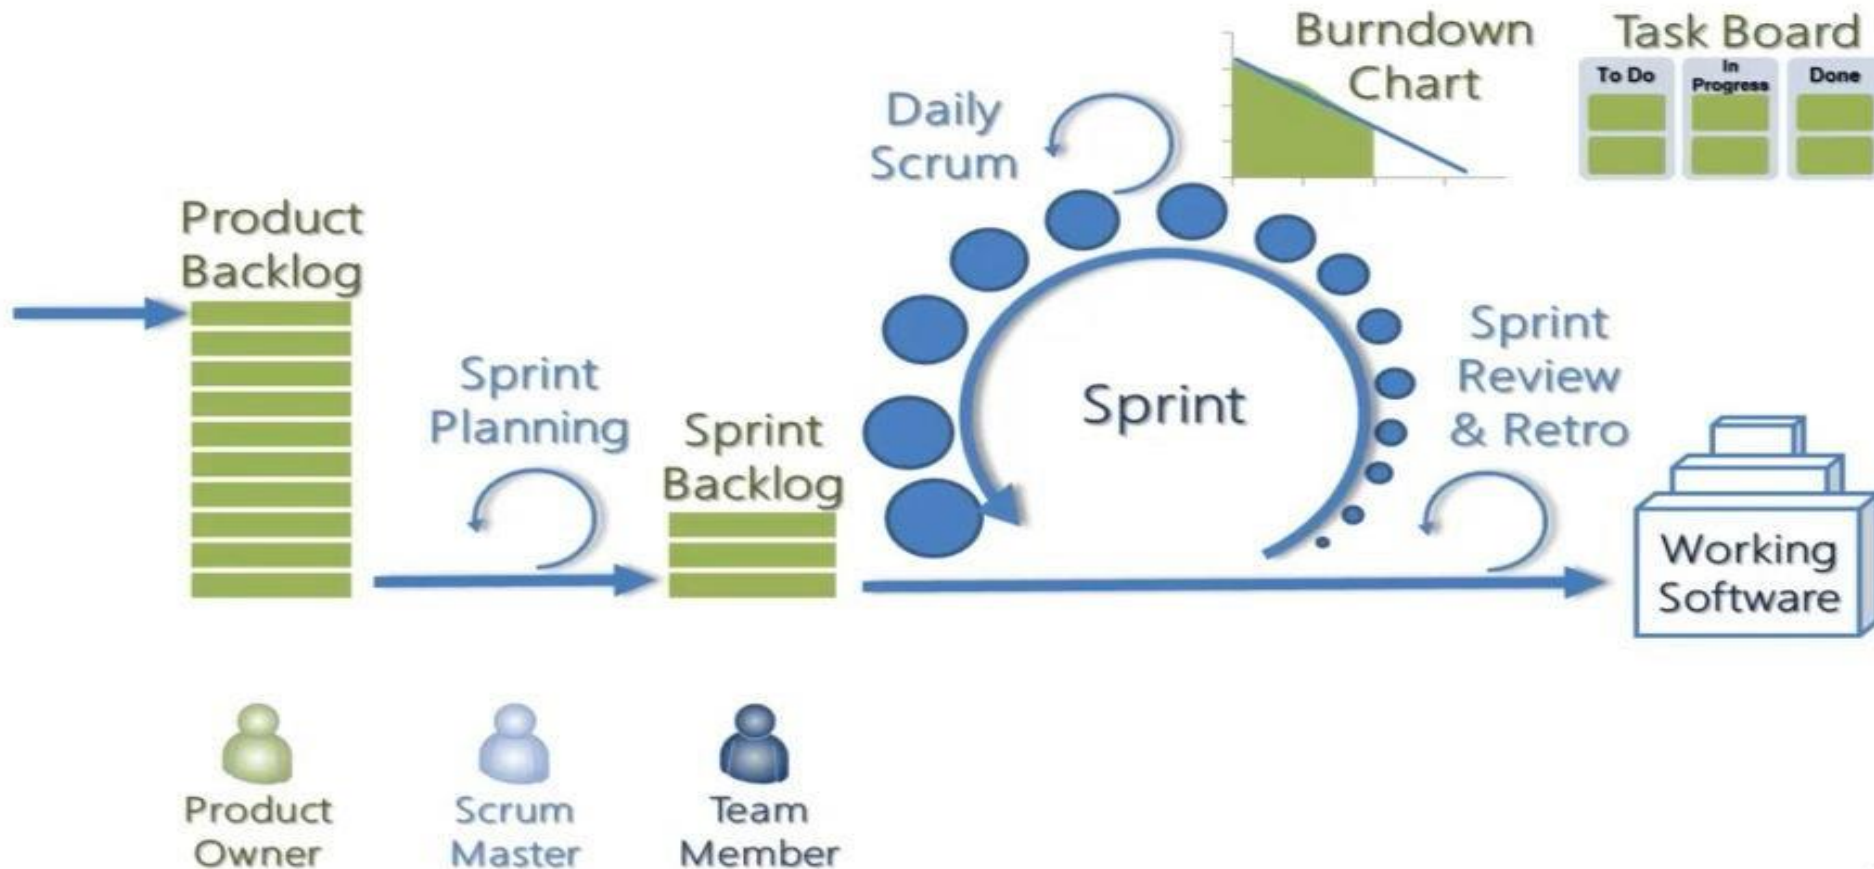 Burndown
Chart
Task Board
To Do
In
Progress
Done
Daily
Scrum
Product
Backlog
Sprint
Planning
Sprint
Backlog
Sprint
Sprint
Review
& Retro
Working
Software
Product
Owner
Scrum
Master
Team
Member